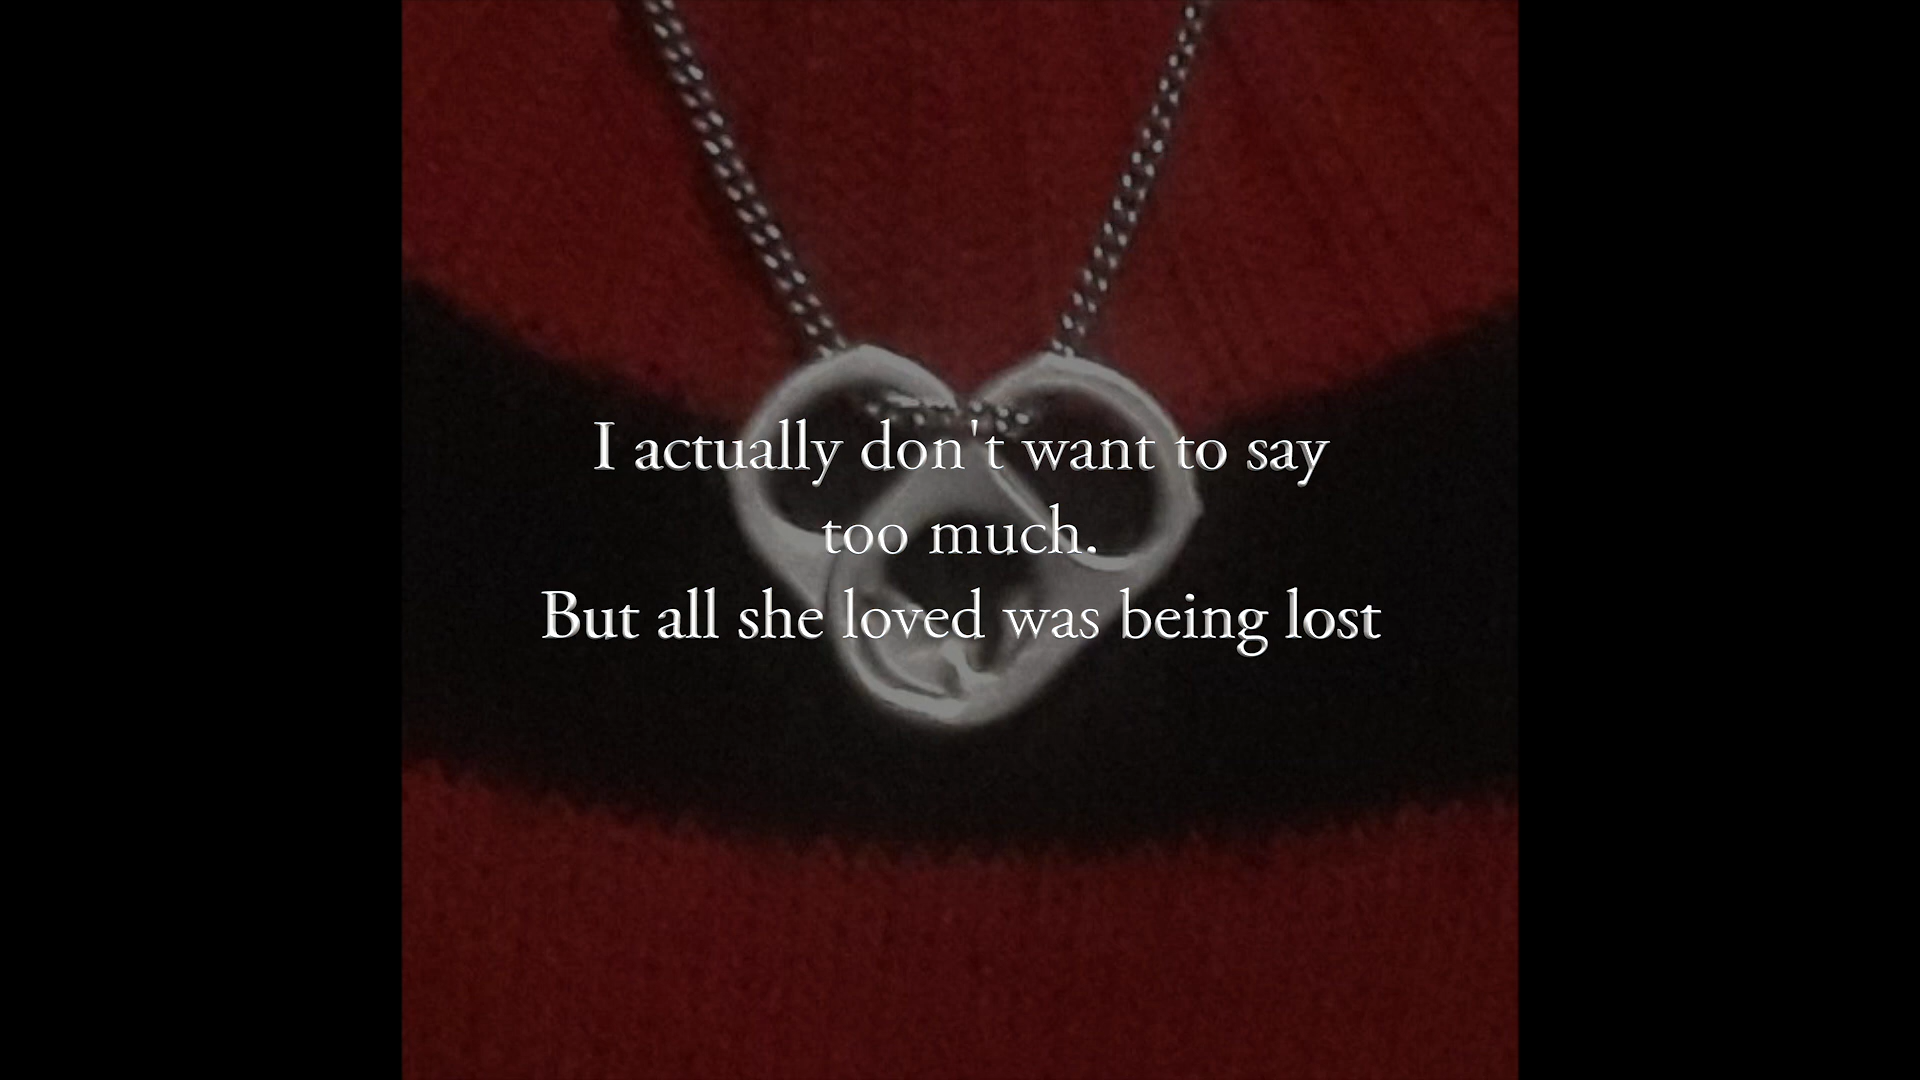 I actually don't want to say
too much.
But all she loved was being lost